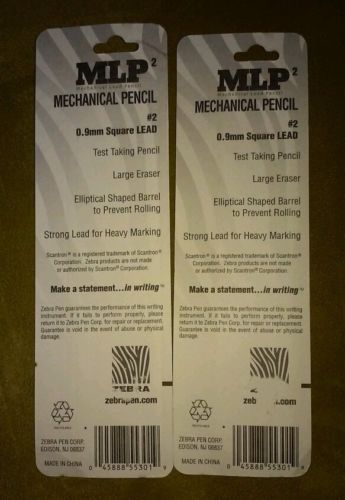 MLP²
Mechanical Lead Pencil
MECHANICAL PENCIL
#2
0.9mm Square LEAD
Test Taking Pencil
Large Eraser
Elliptical Shaped Barrel
to Prevent Rolling
Strong Lead for Heavy Marking
Scantron® is a registered trademark of Scantron®
Corporation. Zebra products are not made
or authorized by Scantron® Corporation.
Make a statement...in writing™
Zebra Pen guarantees the performance of this writing
instrument. If it fails to perform properly, please
return it to Zebra Pen Corp. for repair or replacement.
Guarantee is void in the event of abuse or physical
damage.
ZEBRA
zebrapen.com
ZEBRA PEN CORP.
EDISON, NJ 08837
MADE IN CHINA
0 45888 55301 9
MLP²
Mechanical Lead Pencil
MECHANICAL PENCIL
#2
0.9mm Square LEAD
Test Taking Pencil
Large Eraser
Elliptical Shaped Barrel
to Prevent Rolling
Strong Lead for Heavy Marking
Scantron® is a registered trademark of Scantron®
Corporation. Zebra products are not made
or authorized by Scantron® Corporation.
Make a statement...in writing™
Zebra Pen guarantees the performance of this writing
instrument. If it fails to perform properly, please
return it to Zebra Pen Corp. for repair or replacement.
Guarantee is void in the event of abuse or physical
damage.
pen.com
ZEBRA PEN CORP.
EDISON, NJ 08837
MADE IN CHINA
0 45888 55301 9